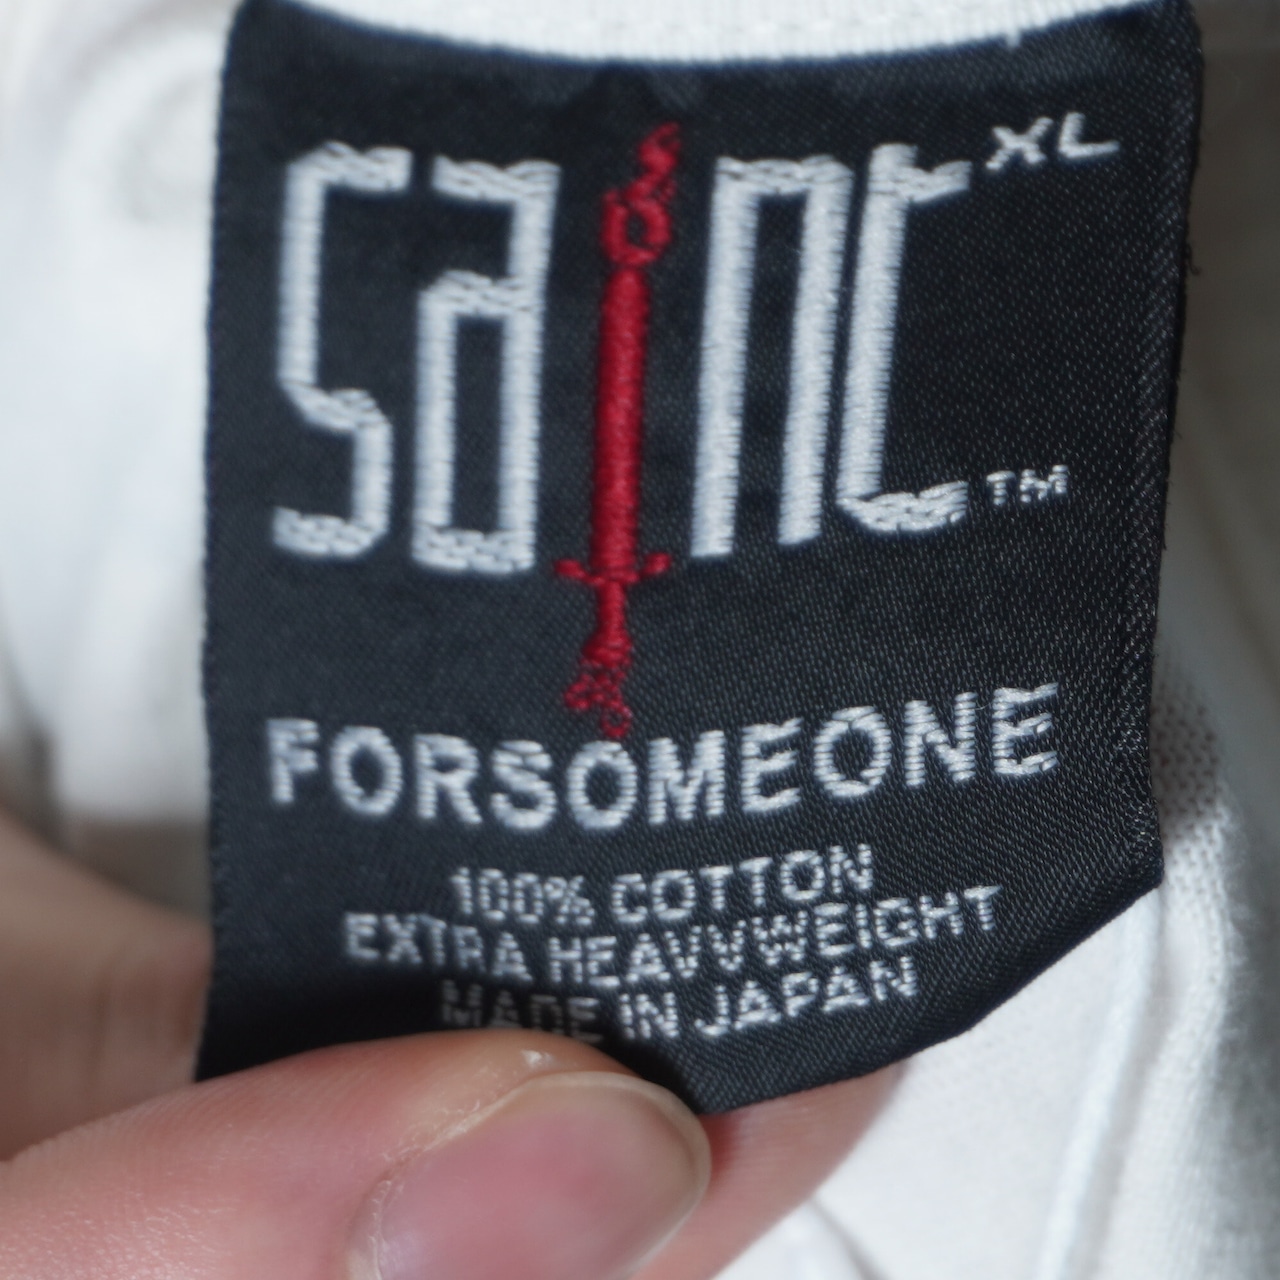 saint XL
TM
FORSOMEONE
100% COTTON
EXTRA HEAVVWEIGHT
MADE IN JAPAN